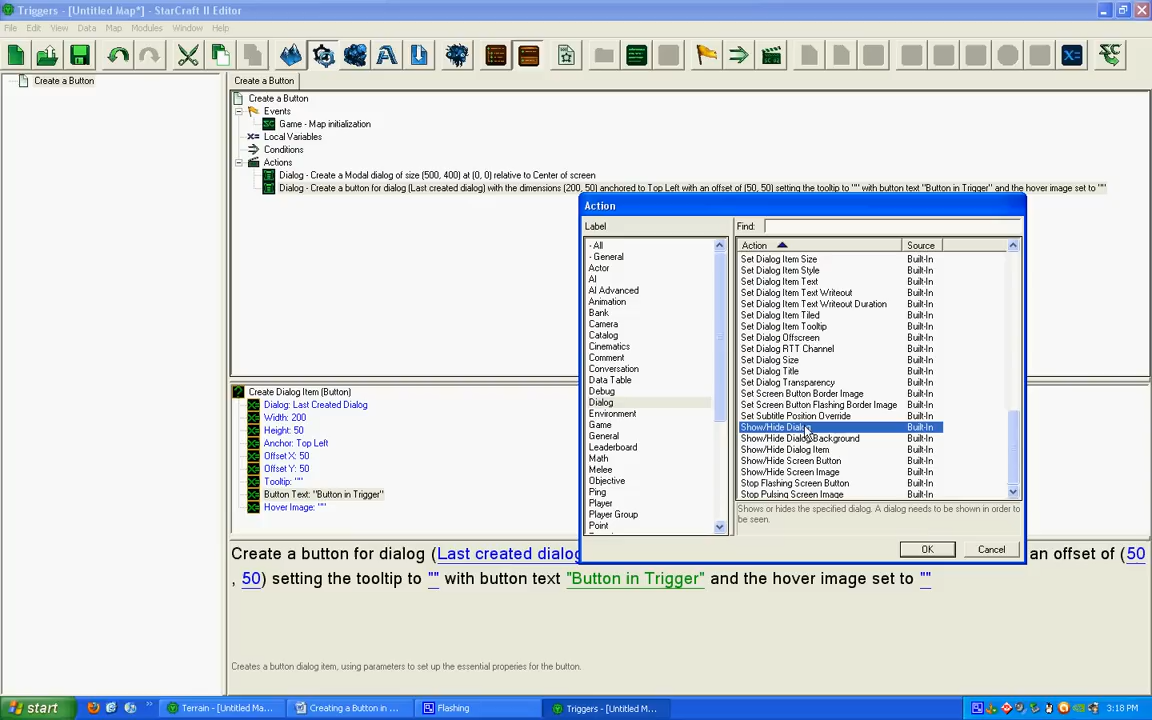 Triggers - [Untitled Map*] - StarCraft II Editor
File Edit View Data Map Modules Window Help
Create a Button
Create a Button
Create a Button
Events
Game - Map initialization
Local Variables
Conditions
Actions
Dialog - Create a Modal dialog of size (500, 400) at (0, 0) relative to Center of screen
Dialog - Create a button for dialog (Last created dialog) with the dimensions (200, 50) anchored to Top Left with an offset of (50, 50) setting the tooltip to "" with button text "Button in Trigger" and the hover image set to ""
Action
Label
Find:
- All
- General
Actor
AI
AI Advanced
Animation
Bank
Camera
Catalog
Cinematics
Comment
Conversation
Data Table
Debug
Dialog
Environment
Game
General
Leaderboard
Math
Melee
Objective
Ping
Player
Player Group
Point
Action Source
Set Dialog Item Size Built-In
Set Dialog Item Style Built-In
Set Dialog Item Text Built-In
Set Dialog Item Text Writeout Built-In
Set Dialog Item Text Writeout Duration Built-In
Set Dialog Item Tiled Built-In
Set Dialog Item Tooltip Built-In
Set Dialog Offscreen Built-In
Set Dialog RTT Channel Built-In
Set Dialog Size Built-In
Set Dialog Title Built-In
Set Dialog Transparency Built-In
Set Screen Button Border Image Built-In
Set Screen Button Flashing Border Image Built-In
Set Subtitle Position Override Built-In
Show/Hide Dialog Built-In
Show/Hide Dialog Background Built-In
Show/Hide Dialog Item Built-In
Show/Hide Screen Button Built-In
Show/Hide Screen Image Built-In
Stop Flashing Screen Button Built-In
Stop Pulsing Screen Image Built-In
Shows or hides the specified dialog. A dialog needs to be shown in order to
be seen.
OK Cancel
Create Dialog Item (Button)
Dialog: Last Created Dialog
Width: 200
Height: 50
Anchor: Top Left
Offset X: 50
Offset Y: 50
Tooltip: ""
Button Text: "Button in Trigger"
Hover Image: ""
Create a button for dialog (Last created dialog an offset of (50
, 50) setting the tooltip to "" with button text "Button in Trigger" and the hover image set to ""
Creates a button dialog item, using parameters to set up the essential properies for the button.
start Terrain - [Untitled Ma... Creating a Button in ... Flashing Triggers - [Untitled M... 3:18 PM